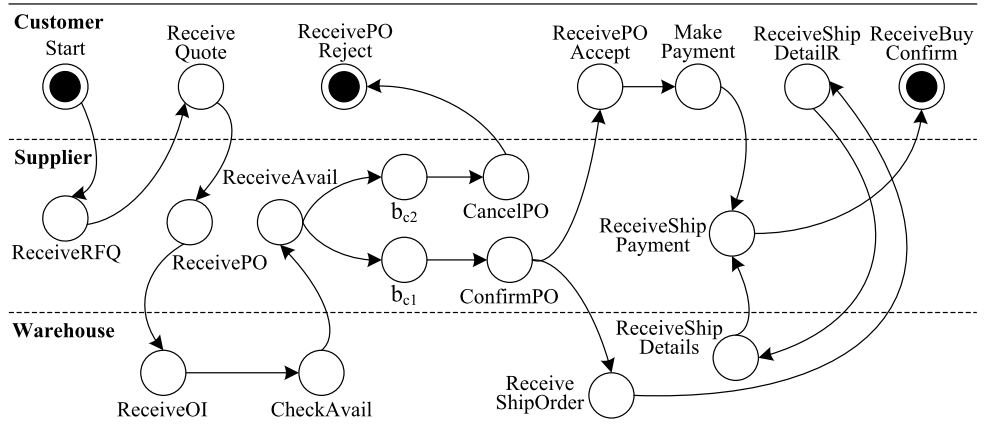 Customer
Start
Receive
Quote
ReceivePO
Reject
ReceivePO
Accept
Make
Payment
ReceiveShip
DetailR
ReceiveBuy
Confirm
Supplier
ReceiveRFQ
ReceivePO
ReceiveAvail
b_c2
CancelPO
b_c1
ConfirmPO
ReceiveShip
Payment
Warehouse
ReceiveOI
CheckAvail
Receive
ShipOrder
ReceiveShip
Details